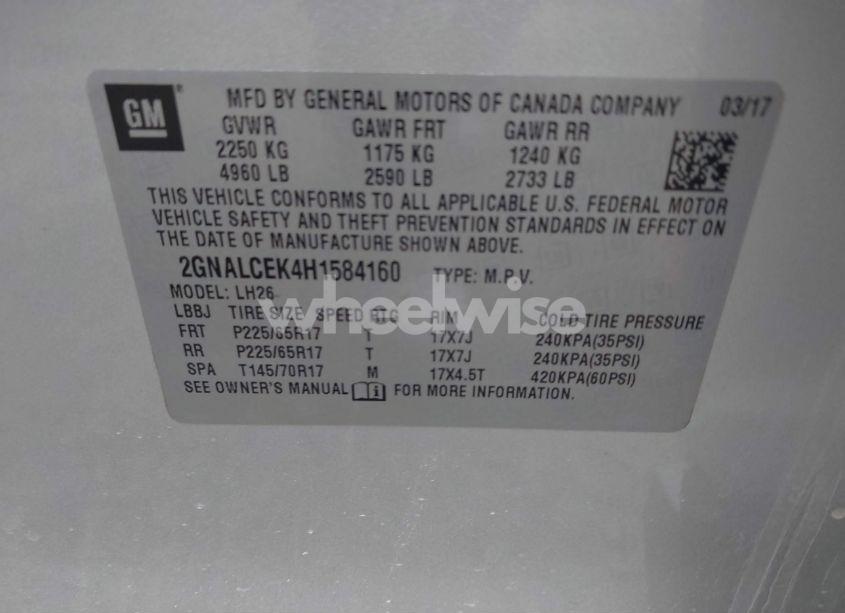 GM ® MFD BY GENERAL MOTORS OF CANADA COMPANY 03/17
GVWR GAWR FRT GAWR RR
2250 KG 1175 KG 1240 KG
4960 LB 2590 LB 2733 LB
THIS VEHICLE CONFORMS TO ALL APPLICABLE U.S. FEDERAL MOTOR
VEHICLE SAFETY AND THEFT PREVENTION STANDARDS IN EFFECT ON
THE DATE OF MANUFACTURE SHOWN ABOVE.
2GNALCEK4H1584160 TYPE: M.P.V.
MODEL: LH26
wheelwise
LBBJ TIRE SIZE SPEED RTG RIM COLD TIRE PRESSURE
FRT P225/65R17 T 17X7J 240KPA(35PSI)
RR P225/65R17 T 17X7J 240KPA(35PSI)
SPA T145/70R17 M 17X4.5T 420KPA(60PSI)
SEE OWNER'S MANUAL FOR MORE INFORMATION.